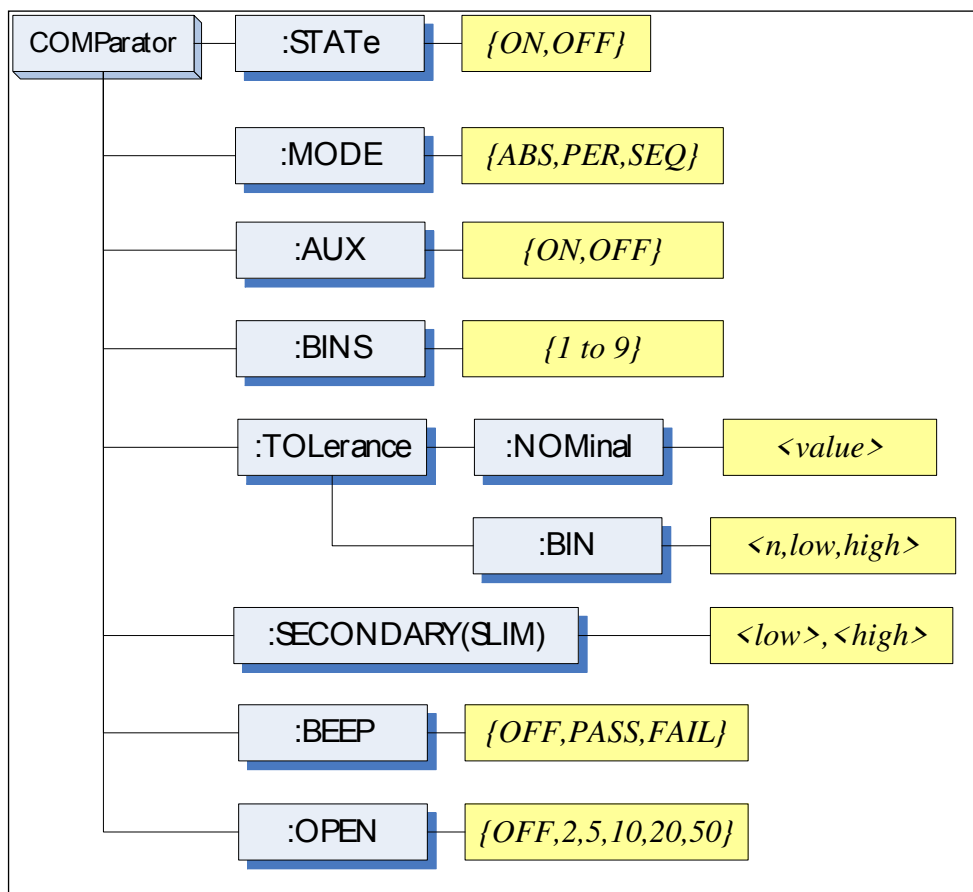 COMParator :STATe {ON,OFF}
:MODE {ABS,PER,SEQ}
:AUX {ON,OFF}
:BINS {1 to 9}
:TOLerance :NOMinal <value>
:BIN <n,low,high>
:SECONDARY(SLIM) <low>,<high>
:BEEP {OFF,PASS,FAIL}
:OPEN {OFF,2,5,10,20,50}